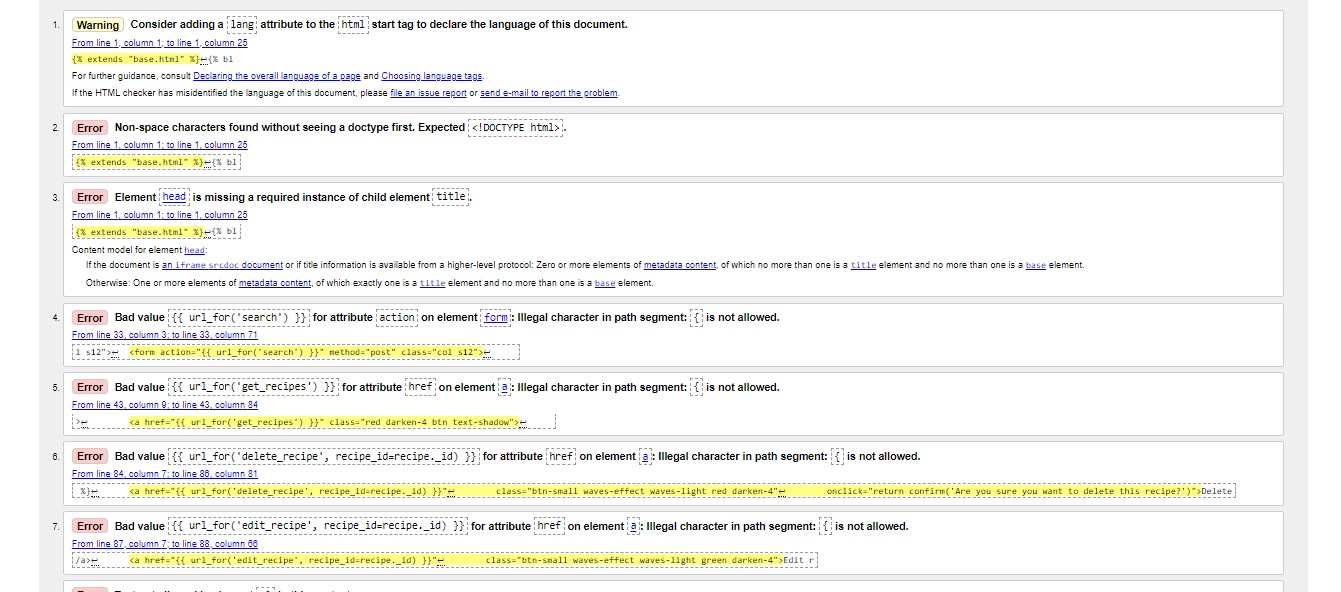 1. Warning Consider adding a lang attribute to the html start tag to declare the language of this document.
From line 1, column 1; to line 1, column 25
{% extends "base.html" %}↩{% bl
For further guidance, consult Declaring the overall language of a page and Choosing language tags.
If the HTML checker has misidentified the language of this document, please file an issue report or send e-mail to report the problem.
2. Error Non-space characters found without seeing a doctype first. Expected <!DOCTYPE html>.
From line 1, column 1; to line 1, column 25
{% extends "base.html" %}↩{% bl
3. Error Element head is missing a required instance of child element title.
From line 1, column 1; to line 1, column 25
{% extends "base.html" %}↩{% bl
Content model for element head:
If the document is an iframe srcdoc document or if title information is available from a higher-level protocol: Zero or more elements of metadata content, of which no more than one is a title element and no more than one is a base element.
Otherwise: One or more elements of metadata content, of which exactly one is a title element and no more than one is a base element.
4. Error Bad value {{ url_for('search') }} for attribute action on element form: Illegal character in path segment: { is not allowed.
From line 33, column 3; to line 33, column 71
l s12">↩ <form action="{{ url_for('search') }}" method="post" class="col s12">↩
5. Error Bad value {{ url_for('get_recipes') }} for attribute href on element a: Illegal character in path segment: { is not allowed.
From line 43, column 9; to line 43, column 84
>↩ <a href="{{ url_for('get_recipes') }}" class="red darken-4 btn text-shadow">↩
6. Error Bad value {{ url_for('delete_recipe', recipe_id=recipe._id) }} for attribute href on element a: Illegal character in path segment: { is not allowed.
From line 84, column 7; to line 86, column 81
%}↩ <a href="{{ url_for('delete_recipe', recipe_id=recipe._id) }}"↩ class="btn-small waves-effect waves-light red darken-4"↩ onclick="return confirm('Are you sure you want to delete this recipe?')">Delete
7. Error Bad value {{ url_for('edit_recipe', recipe_id=recipe._id) }} for attribute href on element a: Illegal character in path segment: { is not allowed.
From line 87, column 7; to line 88, column 66
/a>↩ <a href="{{ url_for('edit_recipe', recipe_id=recipe._id) }}"↩ class="btn-small waves-effect waves-light green darken-4">Edit r